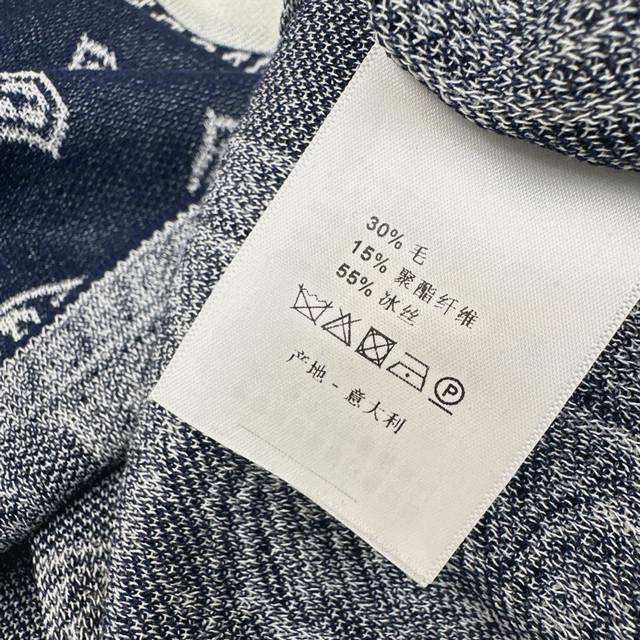 30% 毛
15% 聚酯纤维
55% 冰丝
P
产地 - 意大利